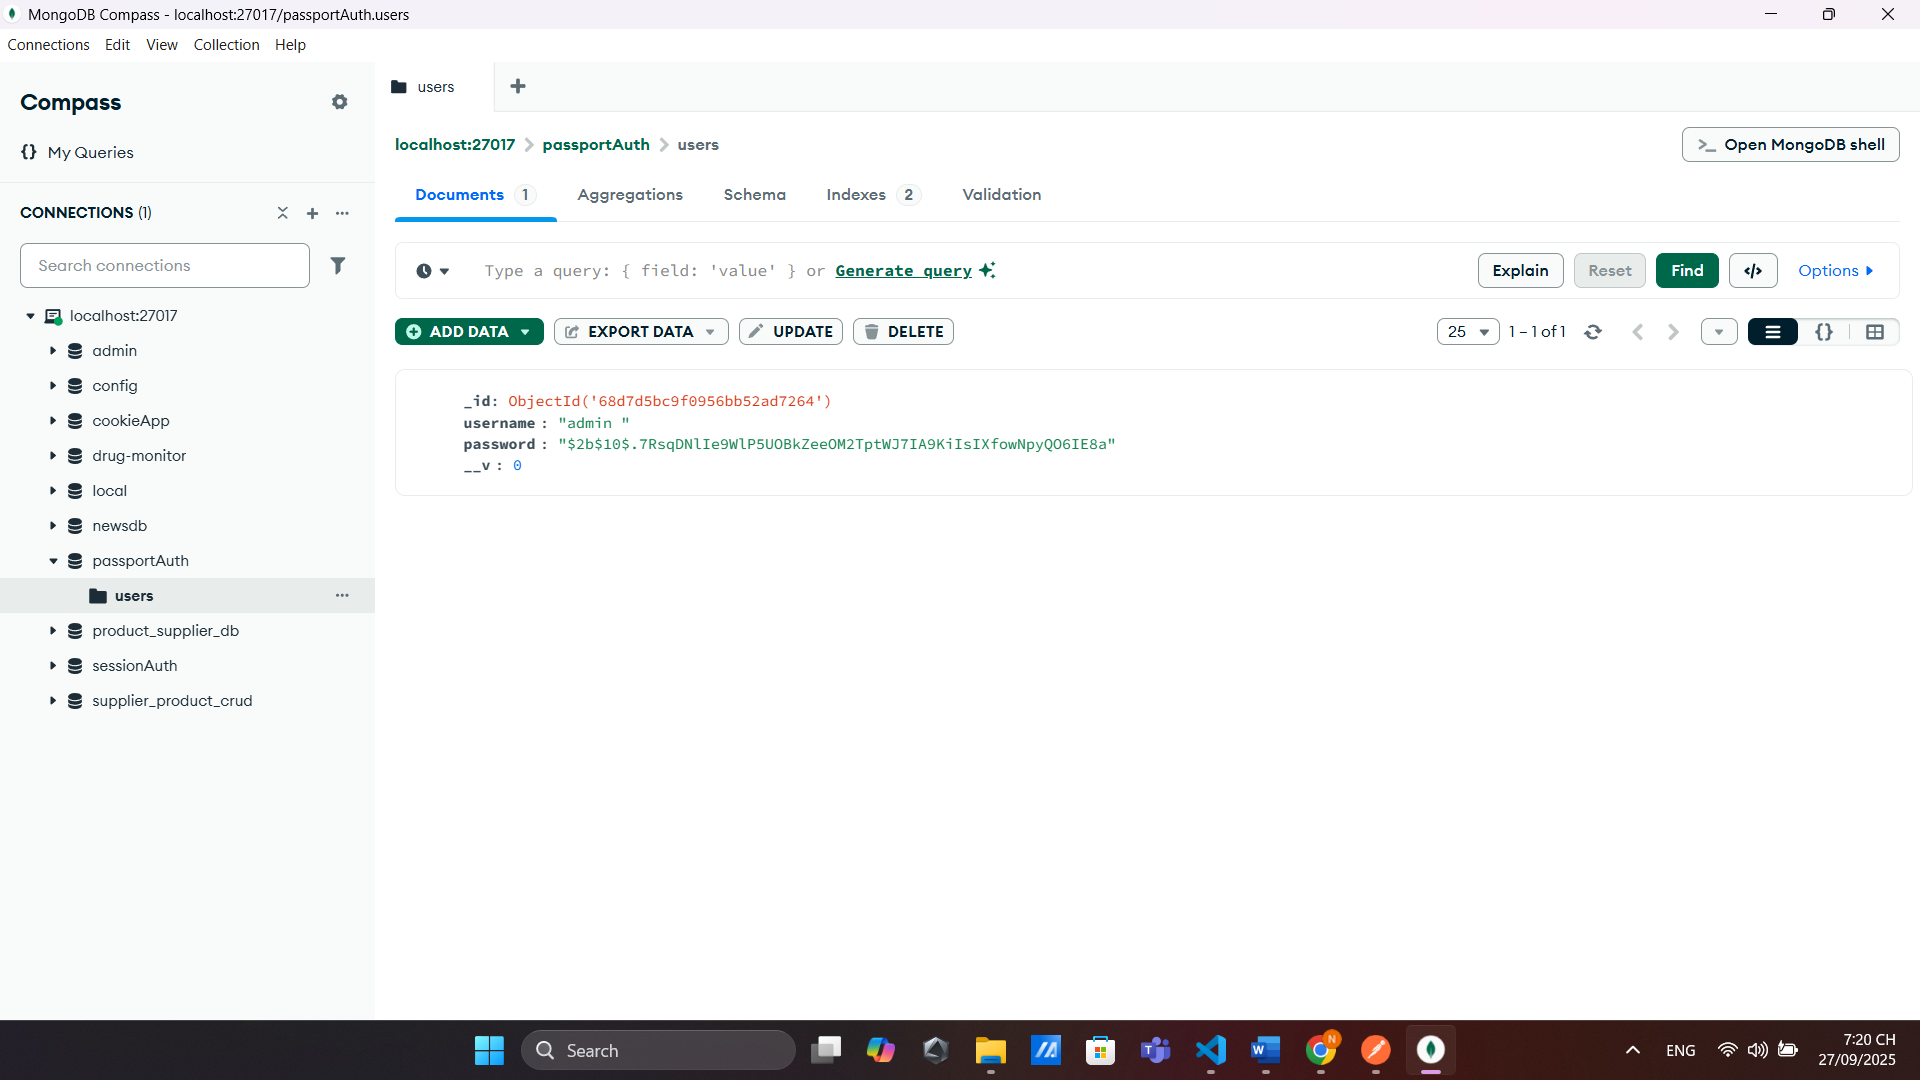 MongoDB Compass - localhost:27017/passportAuth.users
Connections Edit View Collection Help
Compass
My Queries
CONNECTIONS (1)
Search connections
localhost:27017
admin
config
cookieApp
drug-monitor
local
newsdb
passportAuth
users
product_supplier_db
sessionAuth
supplier_product_crud
users
localhost:27017 > passportAuth > users
>_ Open MongoDB shell
Documents 1 Aggregations Schema Indexes 2 Validation
Type a query: { field: 'value' } or Generate query
Explain Reset Find </> Options
ADD DATA EXPORT DATA UPDATE DELETE
25 1 – 1 of 1
_id: ObjectId('68d7d5bc9f0956bb52ad7264')
username : "admin "
password : "$2b$10$.7RsqDNlIe9WlP5UOBkZeeOM2TptWJ7IA9KiIsIXfowNpyQO6IE8a"
__v : 0
Search
ENG
7:20 CH
27/09/2025